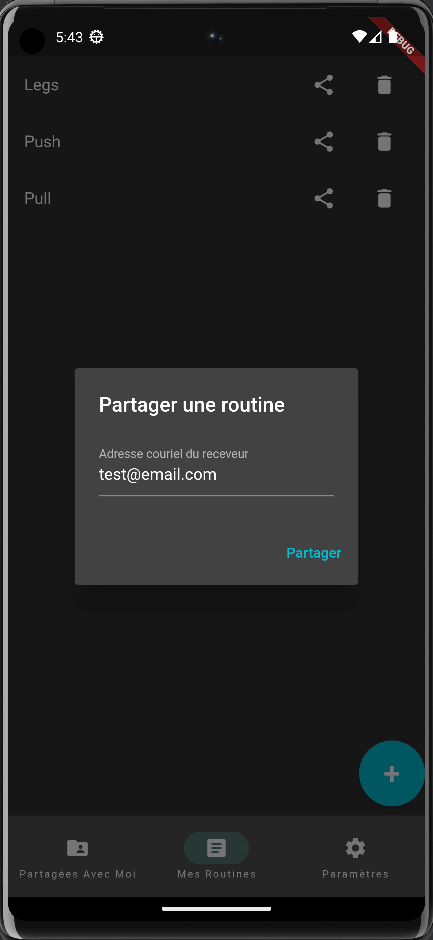 5:43
DEBUG
Legs
Push
Pull
Partager une routine
Adresse couriel du receveur
test@email.com
Partager
+
Partagées Avec Moi
Mes Routines
Paramètres